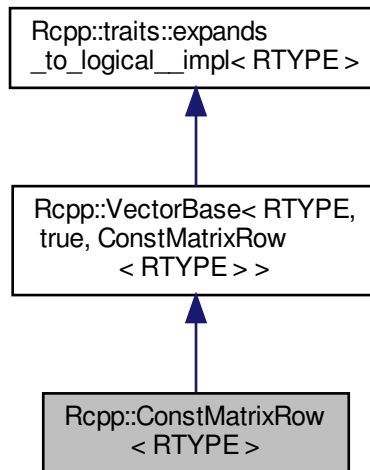 Rcpp::traits::expands
_to_logical__impl< RTYPE >
Rcpp::VectorBase< RTYPE,
true, ConstMatrixRow
< RTYPE > >
Rcpp::ConstMatrixRow
< RTYPE >